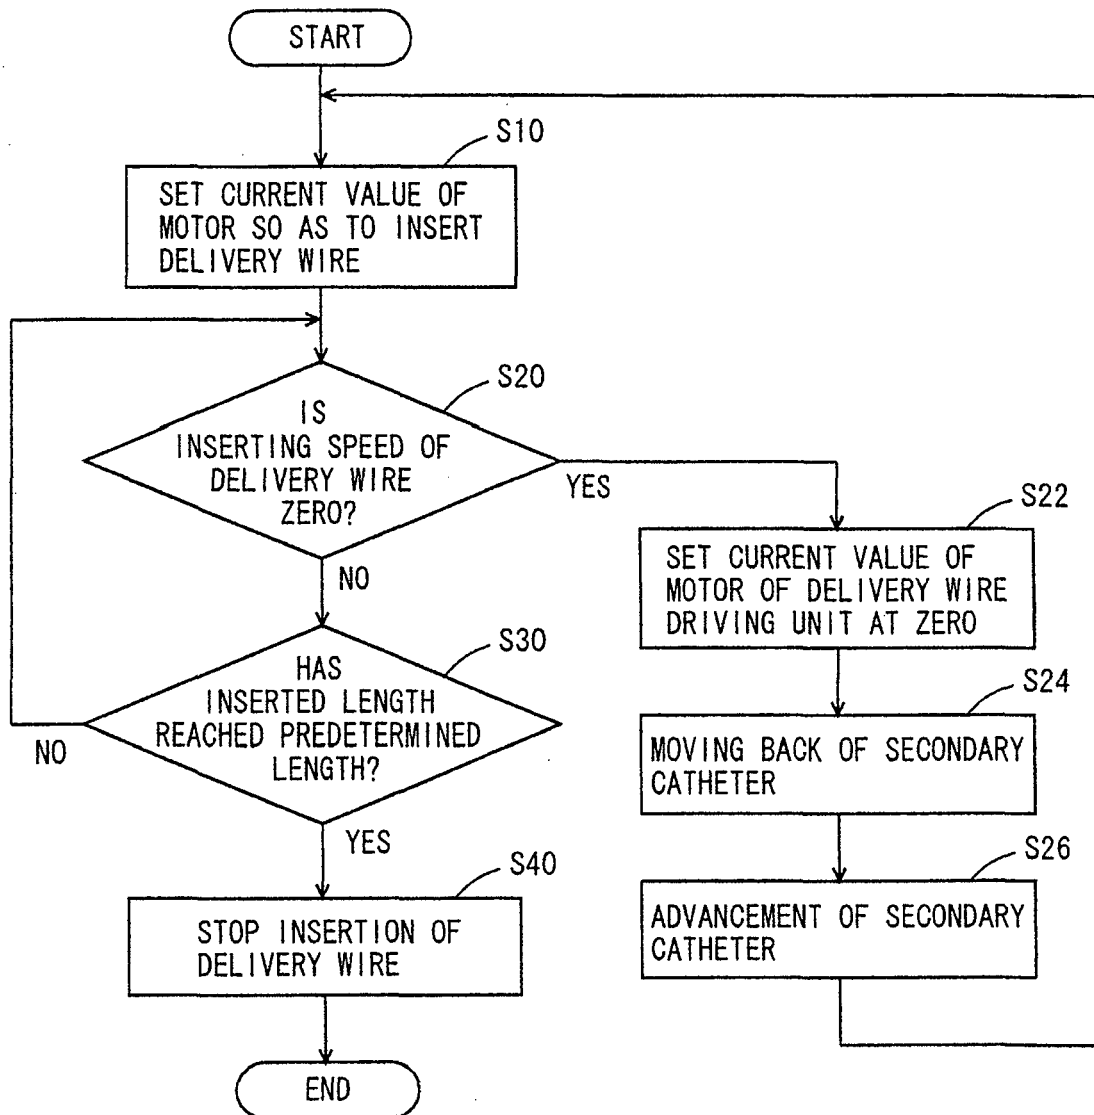 START
S10
SET CURRENT VALUE OF
MOTOR SO AS TO INSERT
DELIVERY WIRE
S20
IS
INSERTING SPEED OF
DELIVERY WIRE
ZERO?
YES
NO
S22
SET CURRENT VALUE OF
MOTOR OF DELIVERY WIRE
DRIVING UNIT AT ZERO
S30
HAS
INSERTED LENGTH
REACHED PREDETERMINED
LENGTH?
NO
YES
S24
MOVING BACK OF SECONDARY
CATHETER
S40
STOP INSERTION OF
DELIVERY WIRE
S26
ADVANCEMENT OF SECONDARY
CATHETER
END